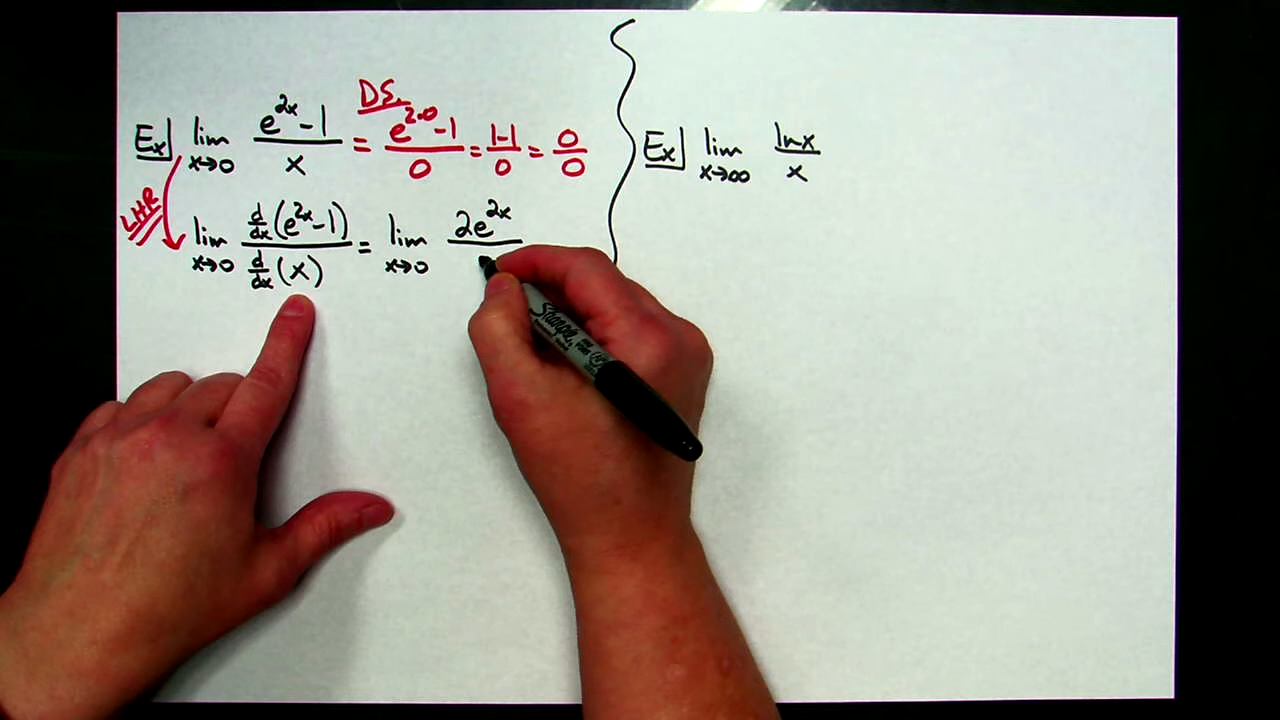 D.S.
Ex| lim x→0 (e^{2x}-1)/x = (e^{2·0}-1)/0 = (1-1)/0 = 0/0
LHR
lim x→0 (d/dx(e^{2x}-1))/(d/dx(x)) = lim x→0 2e^{2x}
Ex| lim x→∞ lnx/x
Sharpie